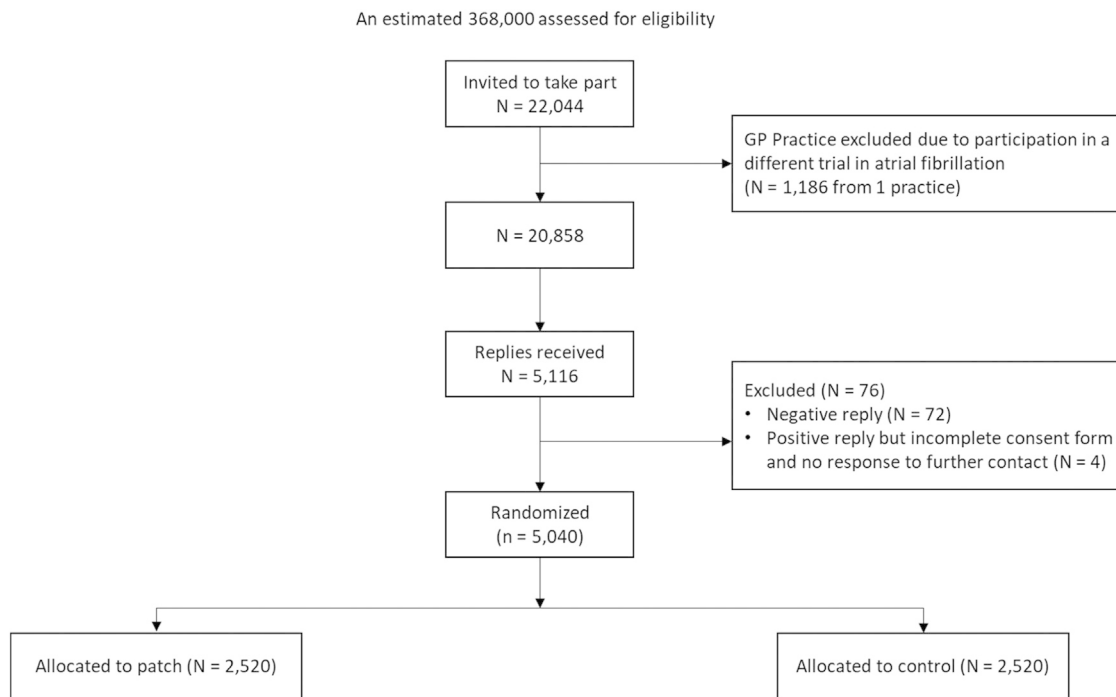 An estimated 368,000 assessed for eligibility
Invited to take part
N = 22,044
GP Practice excluded due to participation in a
different trial in atrial fibrillation
(N = 1,186 from 1 practice)
N = 20,858
Replies received
N = 5,116
Excluded (N = 76)
• Negative reply (N = 72)
• Positive reply but incomplete consent form
and no response to further contact (N = 4)
Randomized
(n = 5,040)
Allocated to patch (N = 2,520)
Allocated to control (N = 2,520)